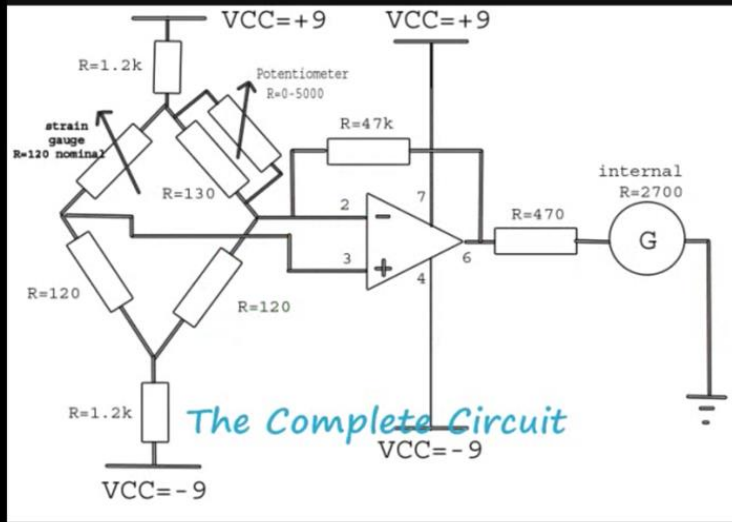 VCC=+9
VCC=+9
R=1.2k
Potentiometer
R=0-5000
strain
gauge
R=120 nominal
R=47k
R=130
internal
R=2700
R=470
2
7
3
4
6
G
R=120
R=120
R=1.2k
The Complete Circuit
VCC=-9
VCC=-9